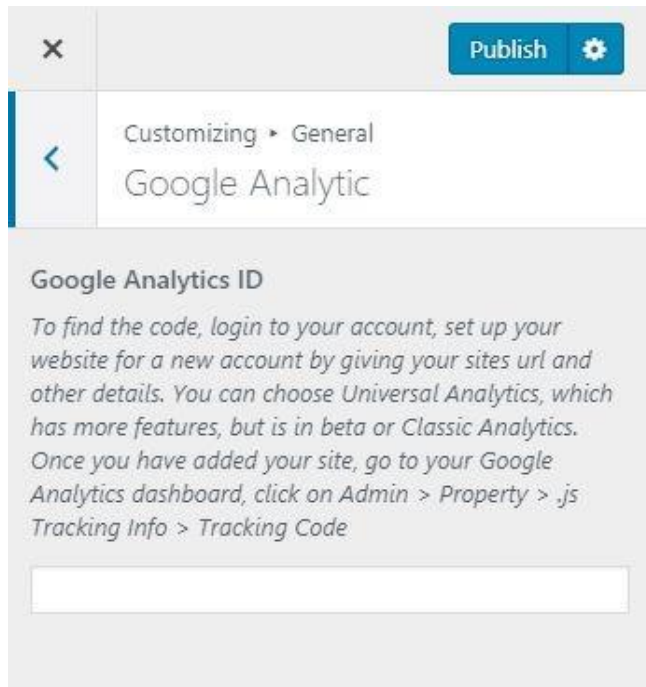 Publish
Customizing ▸ General
Google Analytic
Google Analytics ID
To find the code, login to your account, set up your
website for a new account by giving your sites url and
other details. You can choose Universal Analytics, which
has more features, but is in beta or Classic Analytics.
Once you have added your site, go to your Google
Analytics dashboard, click on Admin > Property > .js
Tracking Info > Tracking Code